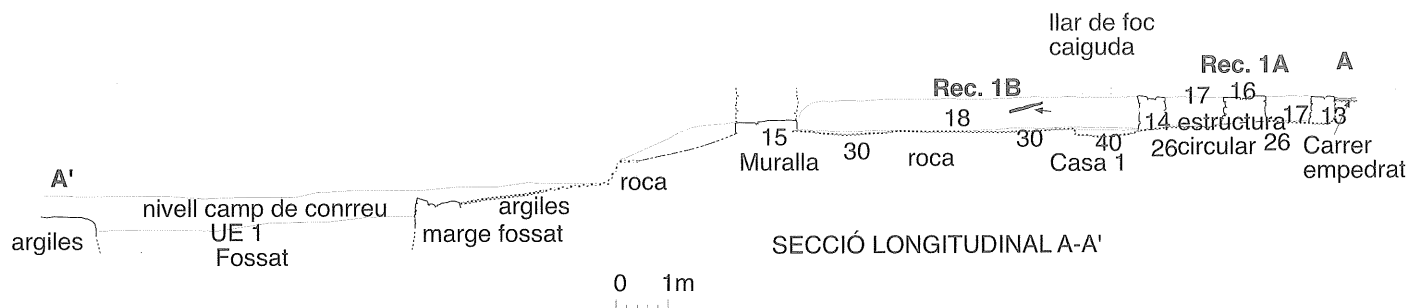 llar de foc
caiguda
Rec. 1A
A
Rec. 1B
17
16
18
14
17
13
estructura
15
30
30
40
26
circular
26
Carrer
empedrat
Muralla
roca
Casa 1
roca
A'
nivell camp de conrreu
argiles
argiles
UE 1
marge fossat
Fossat
SECCIÓ LONGITUDINAL A-A'
0
1m